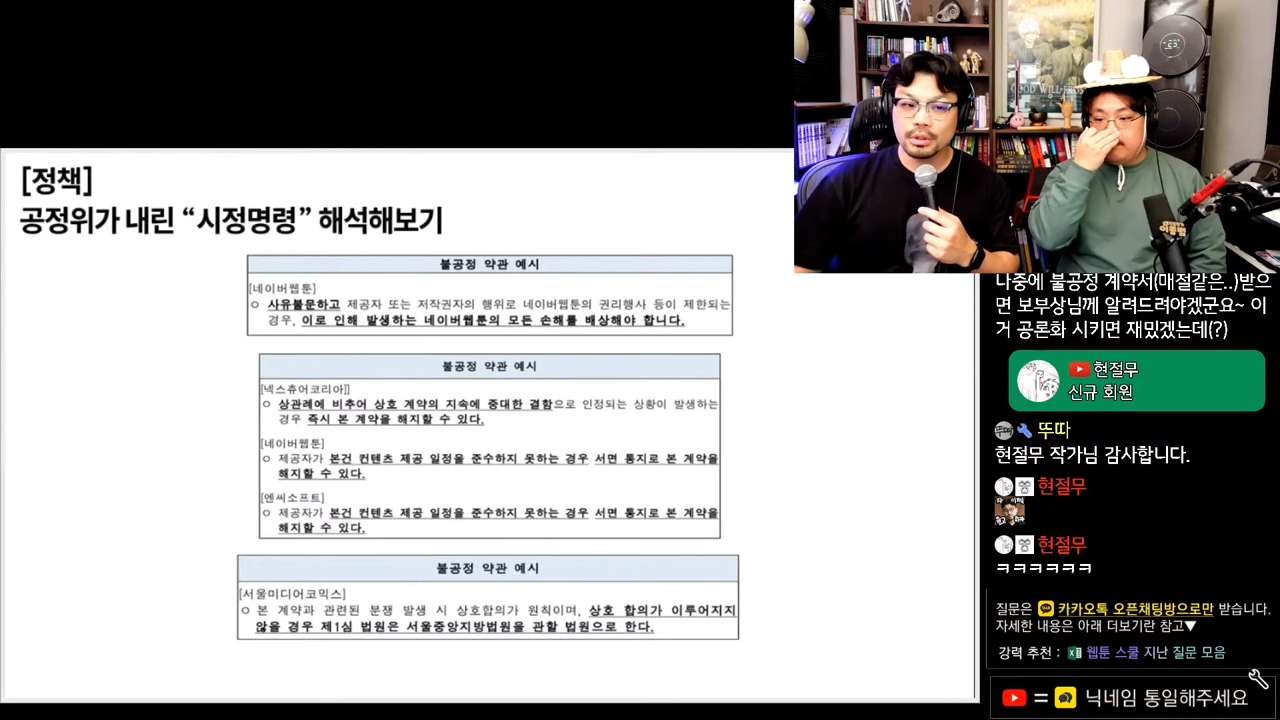 [정책]
공정위가 내린 “시정명령” 해석해보기
불공정 약관 예시
[네이버웹툰]
ㅇ 사유불문하고 제공자 또는 저작권자의 행위로 네이버웹툰의 권리행사 등이 제한되는
경우, 이로 인해 발생하는 네이버웹툰의 모든 손해를 배상해야 합니다.
불공정 약관 예시
[넥스츄어코리아]]
ㅇ 상관례에 비추어 상호 계약의 지속에 중대한 결함으로 인정되는 상황이 발생하는
경우 즉시 본 계약을 해지할 수 있다.
[네이버웹툰]
ㅇ 제공자가 본건 컨텐츠 제공 일정을 준수하지 못하는 경우 서면 통지로 본 계약을
해지할 수 있다.
[엔씨소프트]
ㅇ 제공자가 본건 컨텐츠 제공 일정을 준수하지 못하는 경우 서면 통지로 본 계약을
해지할 수 있다.
불공정 약관 예시
[서울미디어코믹스]
ㅇ 본 계약과 관련된 분쟁 발생 시 상호합의가 원칙이며, 상호 합의가 이루어지지
않을 경우 제1심 법원은 서울중앙지방법원을 관할 법원으로 한다.
GOOD WILL
이종범
나중에 불공정 계약서(매절같은..)받으
면 보부상님께 알려드려야겠군요~ 이
거 공론화 시키면 재밌겠는데(?)
현절무
신규 회원
뚜따
현절무 작가님 감사합니다.
현절무
현절무
ㅋㅋㅋㅋㅋㅋ
질문은 카카오톡 오픈채팅방으로만 받습니다.
자세한 내용은 아래 더보기란 참고▼
강력 추천 : 웹툰 스쿨 지난 질문 모음
= 닉네임 통일해주세요